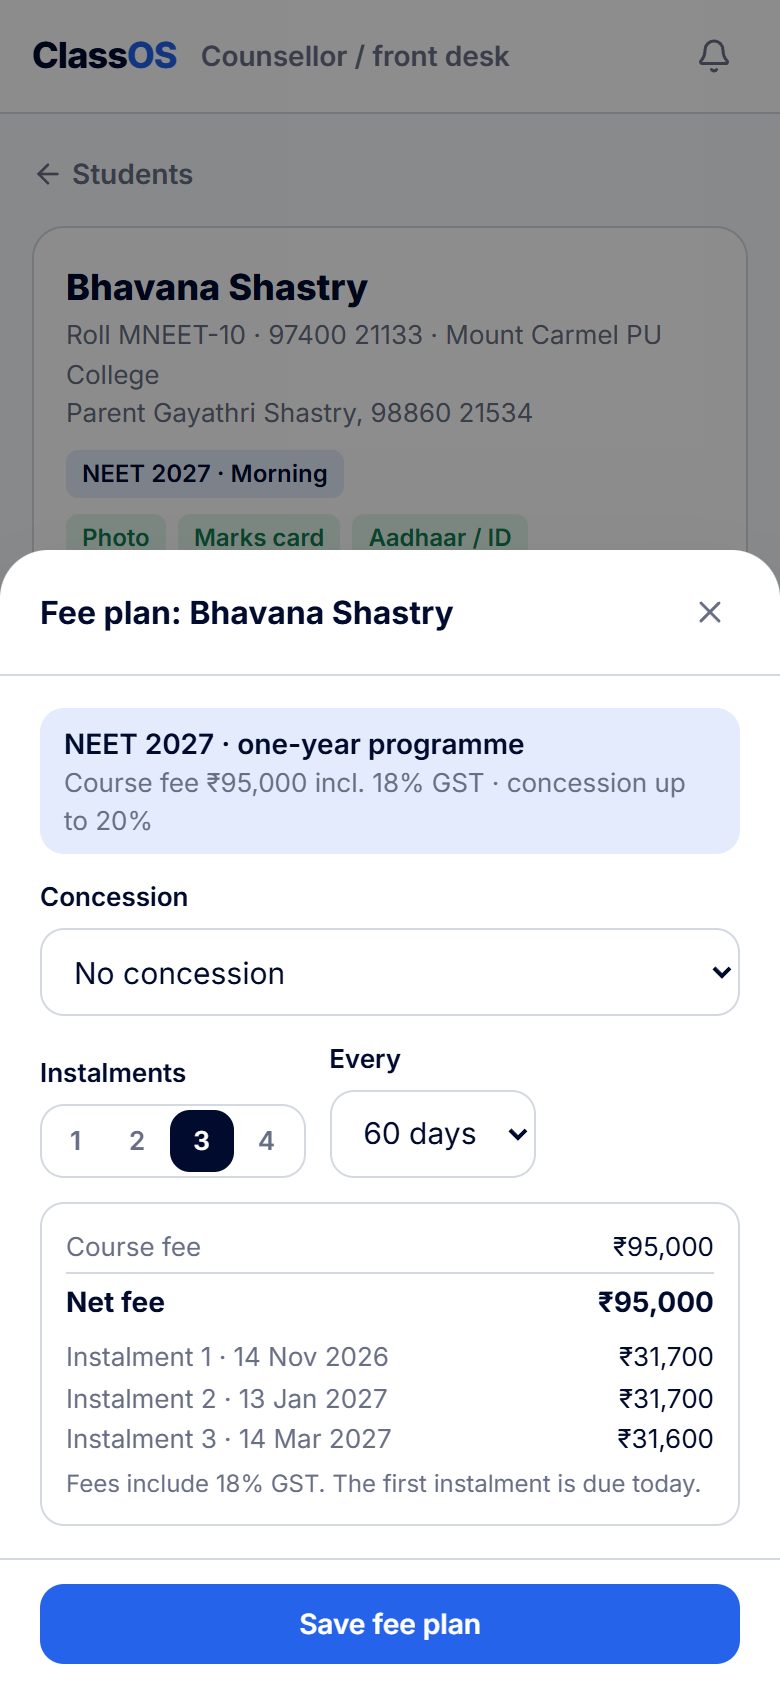 ClassOS Counsellor / front desk
← Students
Bhavana Shastry
Roll MNEET-10 · 97400 21133 · Mount Carmel PU
College
Parent Gayathri Shastry, 98860 21534
NEET 2027 · Morning
Photo Marks card Aadhaar / ID
Fee plan: Bhavana Shastry
NEET 2027 · one-year programme
Course fee ₹95,000 incl. 18% GST · concession up
to 20%
Concession
No concession
Instalments Every
1 2 3 4 60 days
Course fee ₹95,000
Net fee ₹95,000
Instalment 1 · 14 Nov 2026 ₹31,700
Instalment 2 · 13 Jan 2027 ₹31,700
Instalment 3 · 14 Mar 2027 ₹31,600
Fees include 18% GST. The first instalment is due today.
Save fee plan